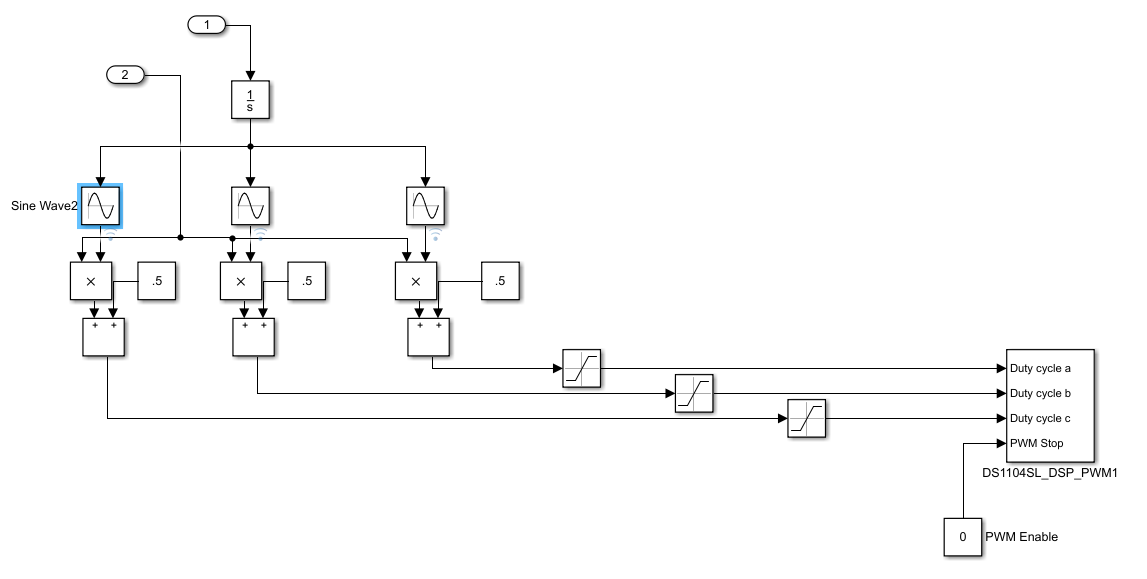 1
2
1
s
Sine Wave2
×
.5
×
.5
×
.5
+ +
+ +
+ +
Duty cycle a
Duty cycle b
Duty cycle c
PWM Stop
DS1104SL_DSP_PWM1
0
PWM Enable